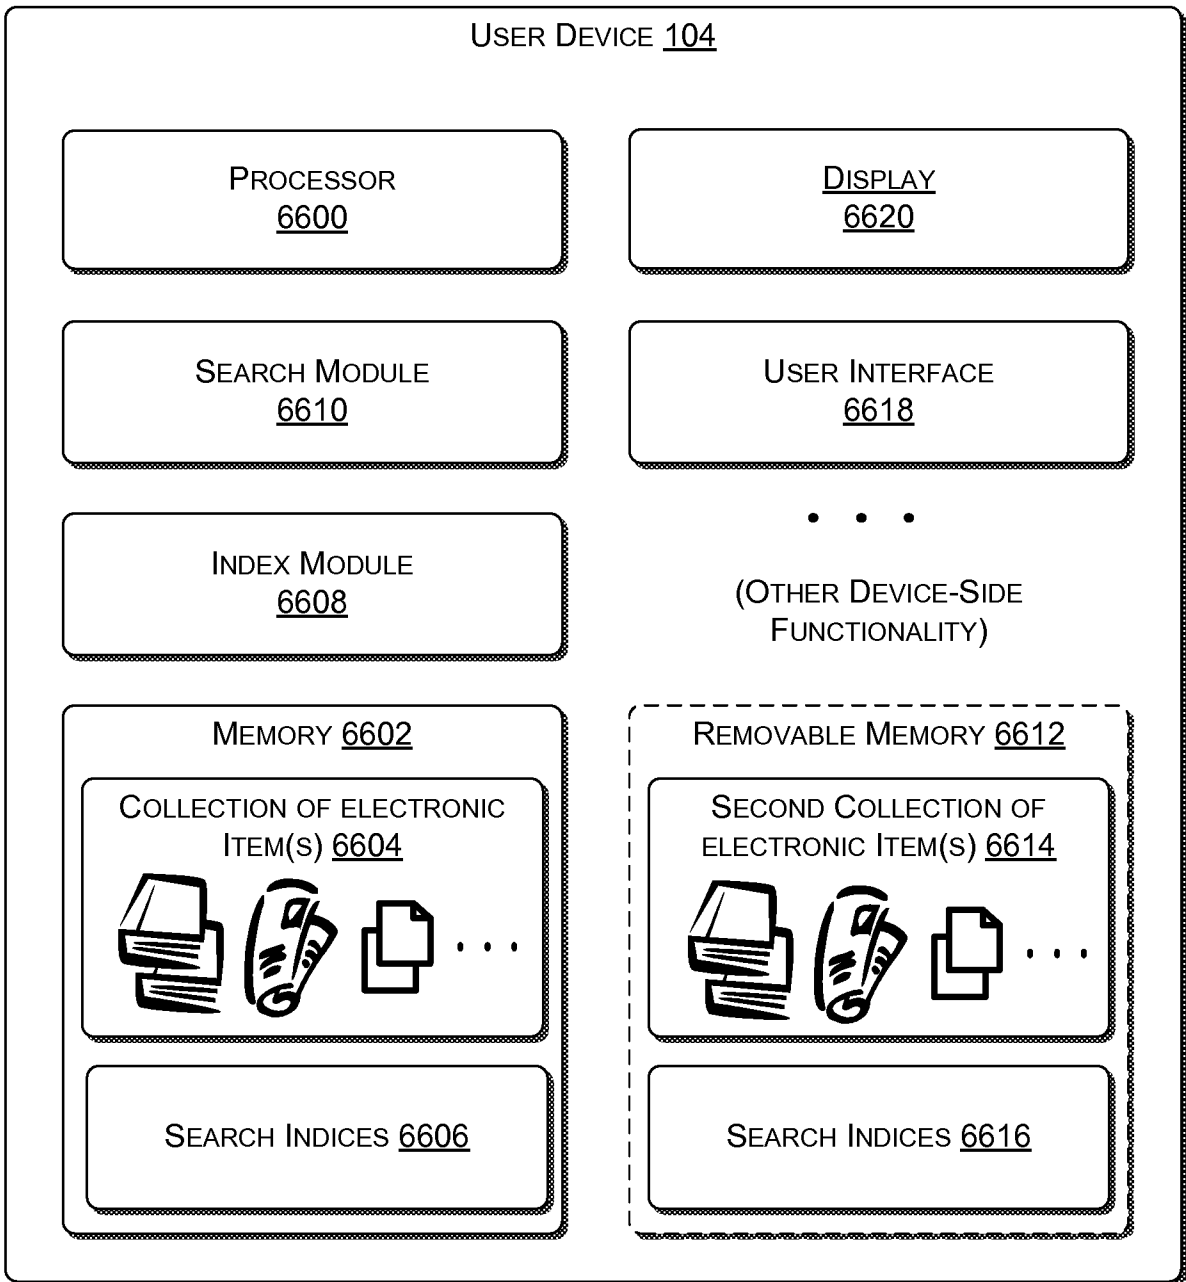 USER DEVICE 104
PROCESSOR
6600
DISPLAY
6620
SEARCH MODULE
6610
USER INTERFACE
6618
INDEX MODULE
6608
. . .
(OTHER DEVICE-SIDE
FUNCTIONALITY)
MEMORY 6602
COLLECTION OF ELECTRONIC
ITEM(S) 6604
. . .
SEARCH INDICES 6606
REMOVABLE MEMORY 6612
SECOND COLLECTION OF
ELECTRONIC ITEM(S) 6614
. . .
SEARCH INDICES 6616